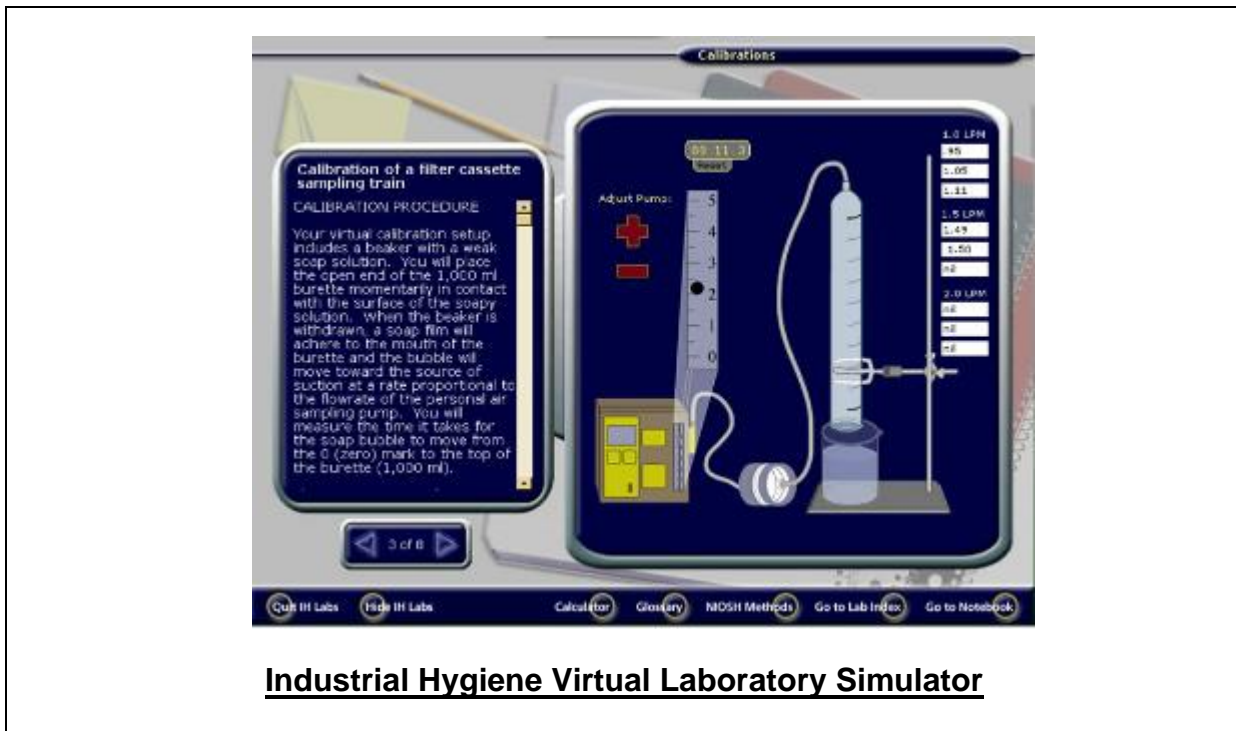 Calibrations
Calibration of a filter cassette
sampling train
CALIBRATION PROCEDURE
Your virtual calibration setup
includes a beaker with a weak
soap solution. You will place
the open end of the 1,000 ml
burette momentarily in contact
with the surface of the soapy
solution. When the beaker is
withdrawn, a soap film will
adhere to the mouth of the
burette and the bubble will
move toward the source of
suction at a rate proportional to
the flowrate of the personal air
sampling pump. You will
measure the time it takes for
the soap bubble to move from
the 0 (zero) mark to the top of
the burette (1,000 ml).
3 of 8
00 11 3
Reset
Adjust Pump:
5
4
3
2
1
0
1.0 LPM
.95
1.05
1.11
1.5 LPM
1.49
1.50
nil
2.0 LPM
nil
nil
nil
Quit IH Labs
Hide IH Labs
Calculator
Glossary
NIOSH Methods
Go to Lab Index
Go to Notebook
Industrial Hygiene Virtual Laboratory Simulator